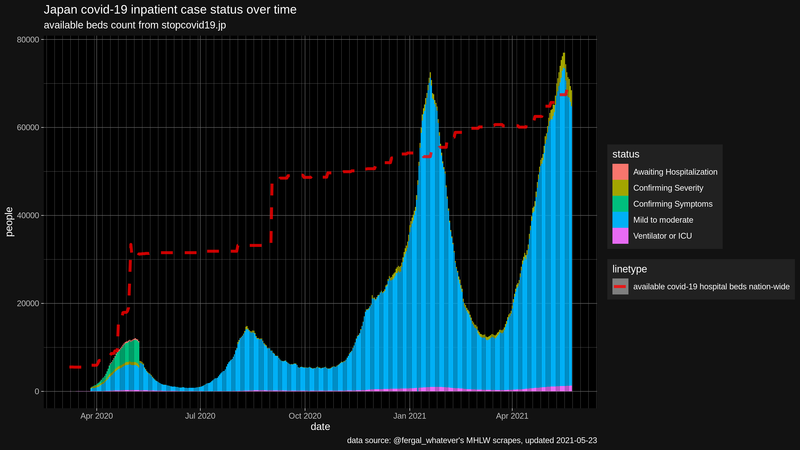 Japan covid-19 inpatient case status over time
available beds count from stopcovid19.jp
people
80000
60000
40000
20000
0
Apr 2020
Jul 2020
Oct 2020
Jan 2021
Apr 2021
date
status
Awaiting Hospitalization
Confirming Severity
Confirming Symptoms
Mild to moderate
Ventilator or ICU
linetype
available covid-19 hospital beds nation-wide
data source: @fergal_whatever's MHLW scrapes, updated 2021-05-23